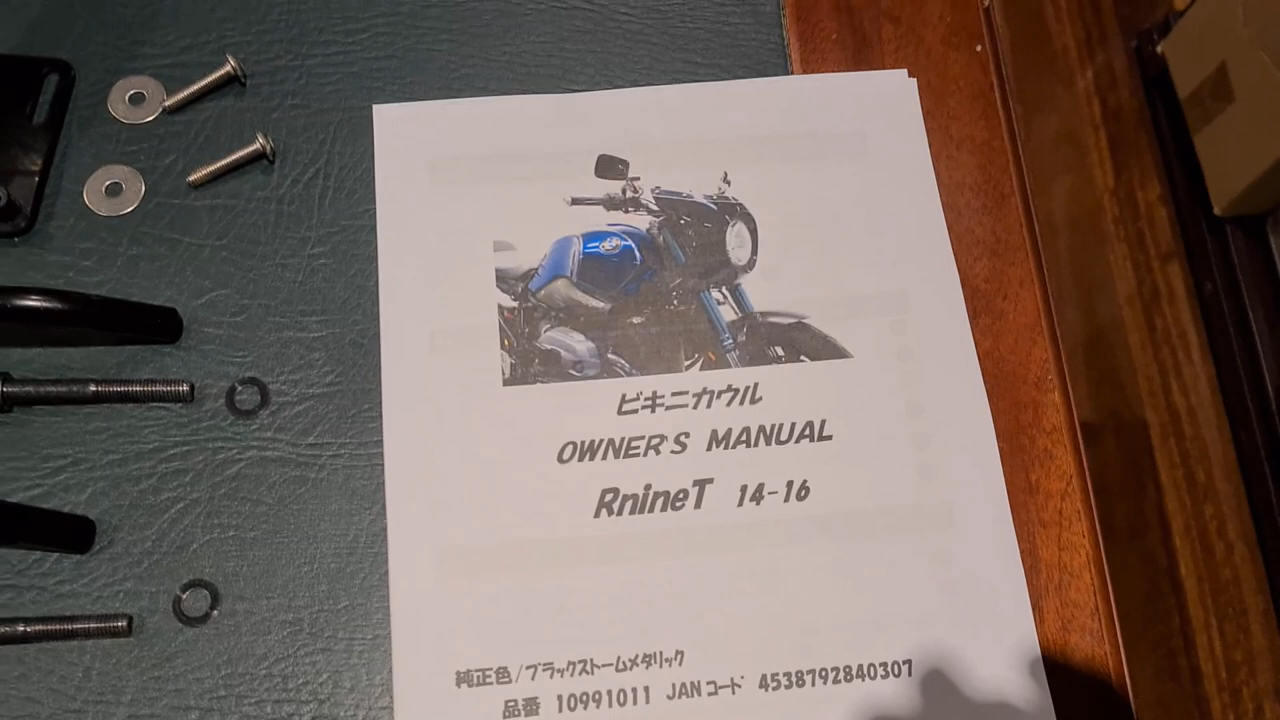 ビキニカウル
OWNER'S MANUAL
RnineT 14-16
純正色/ブラックストームメタリック
品番 10991011 JANコード 4538792840307